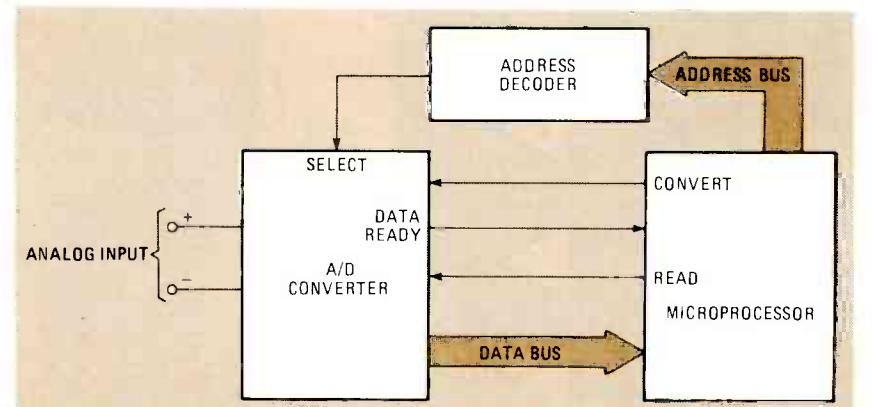 ADDRESS
DECODER
ADDRESS BUS
SELECT
CONVERT
DATA
READY
+
ANALOG INPUT
−
A/D
CONVERTER
READ
MICROPROCESSOR
DATA BUS